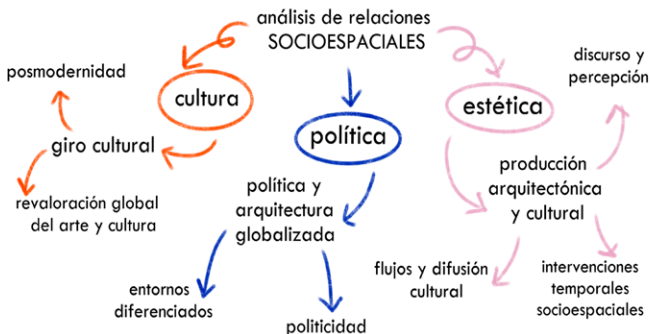 análisis de relaciones
SOCIOESPACIALES
cultura
posmodernidad
giro cultural
revaloración global
del arte y cultura
política
política y
arquitectura
globalizada
entornos
diferenciados
politicidad
estética
discurso y
percepción
producción
arquitectónica
y cultural
flujos y difusión
cultural
intervenciones
temporales
socioespaciales